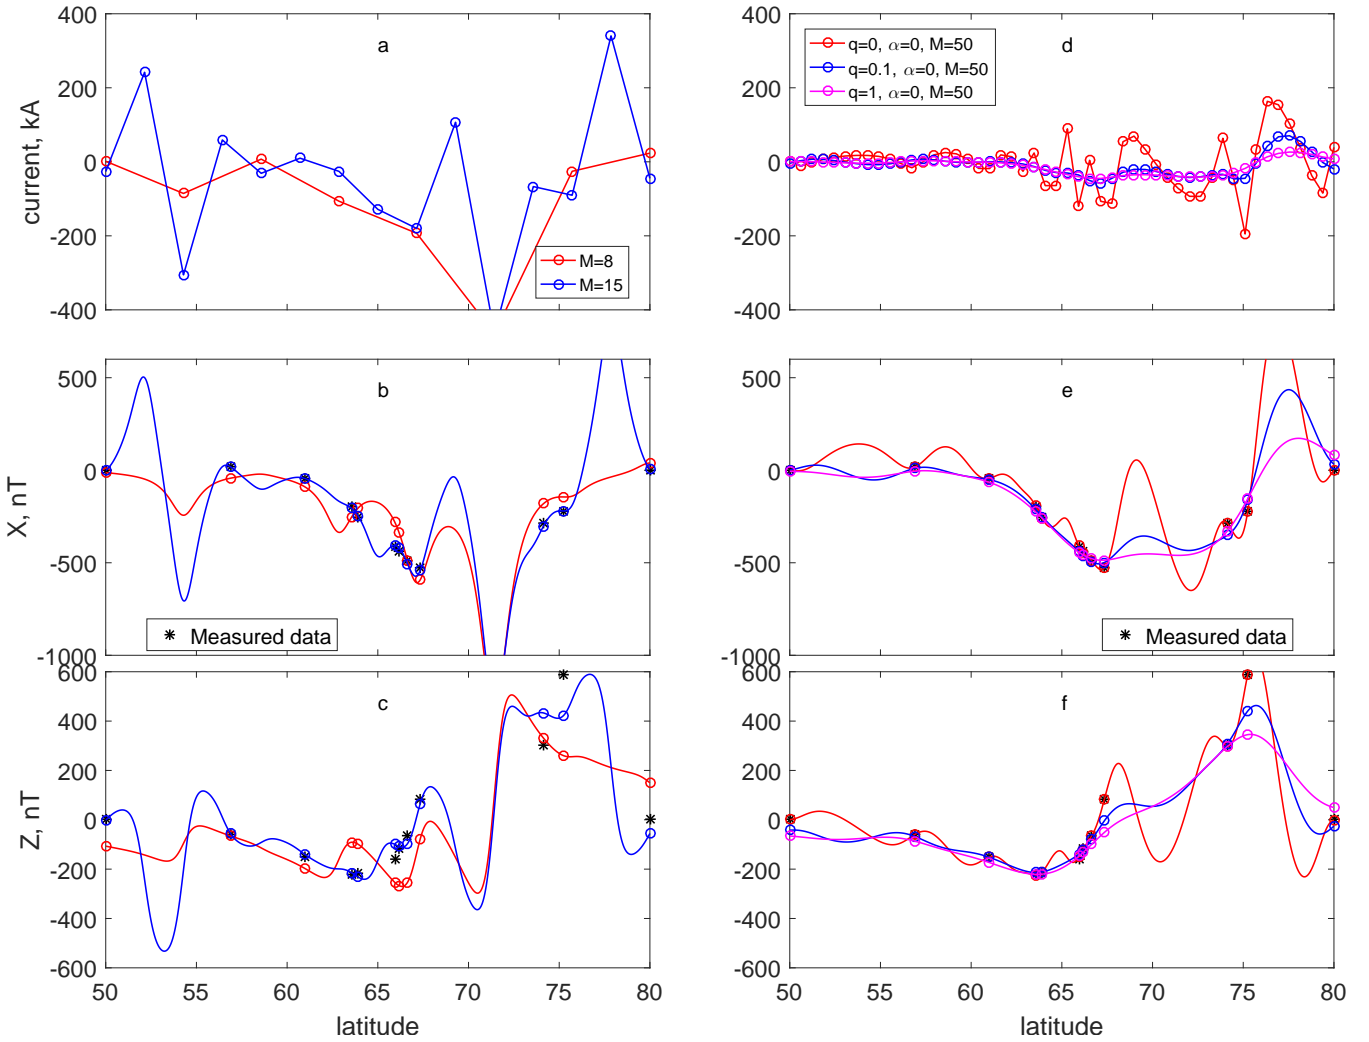 400
200
0
-200
-400
current, kA
a
M=8
M=15
500
0
-500
-1000
X, nT
b
Measured data
600
400
200
0
-200
-400
-600
Z, nT
c
50 55 60 65 70 75 80
latitude
400
200
0
-200
-400
d
q=0, α=0, M=50
q=0.1, α=0, M=50
q=1, α=0, M=50
500
0
-500
-1000
e
Measured data
600
400
200
0
-200
-400
-600
f
50 55 60 65 70 75 80
latitude